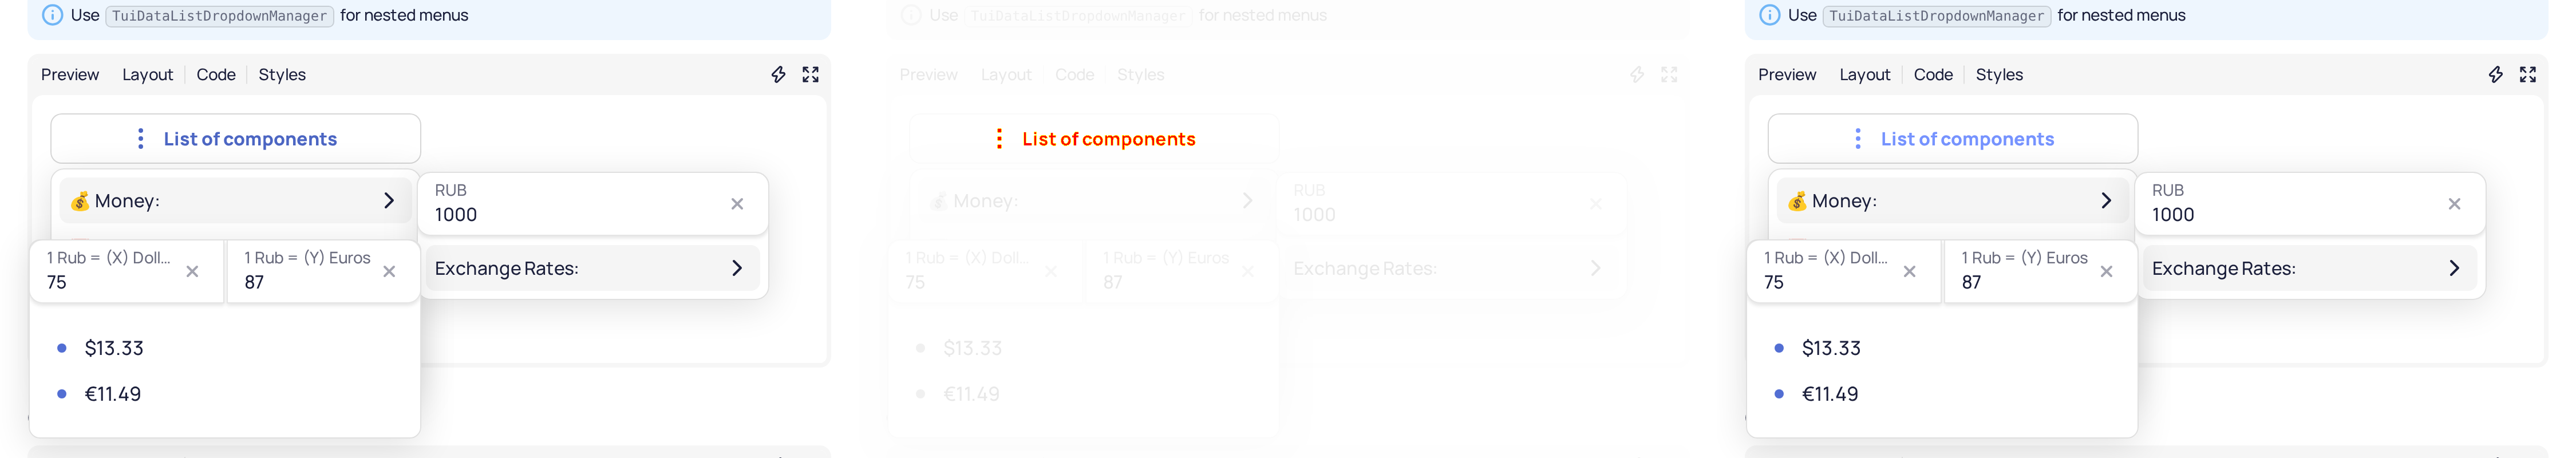 Use TuiDataListDropdownManager for nested menus
Preview Layout Code Styles
List of components
Money:
RUB
1000
1 Rub = (X) Doll...
75
1 Rub = (Y) Euros
87
Exchange Rates:
$13.33
€11.49
Use TuiDataListDropdownManager for nested menus
Preview Layout Code Styles
List of components
Money:
RUB
1000
1 Rub = (X) Doll...
75
1 Rub = (Y) Euros
87
Exchange Rates:
$13.33
€11.49
Use TuiDataListDropdownManager for nested menus
Preview Layout Code Styles
List of components
Money:
RUB
1000
1 Rub = (X) Doll...
75
1 Rub = (Y) Euros
87
Exchange Rates:
$13.33
€11.49